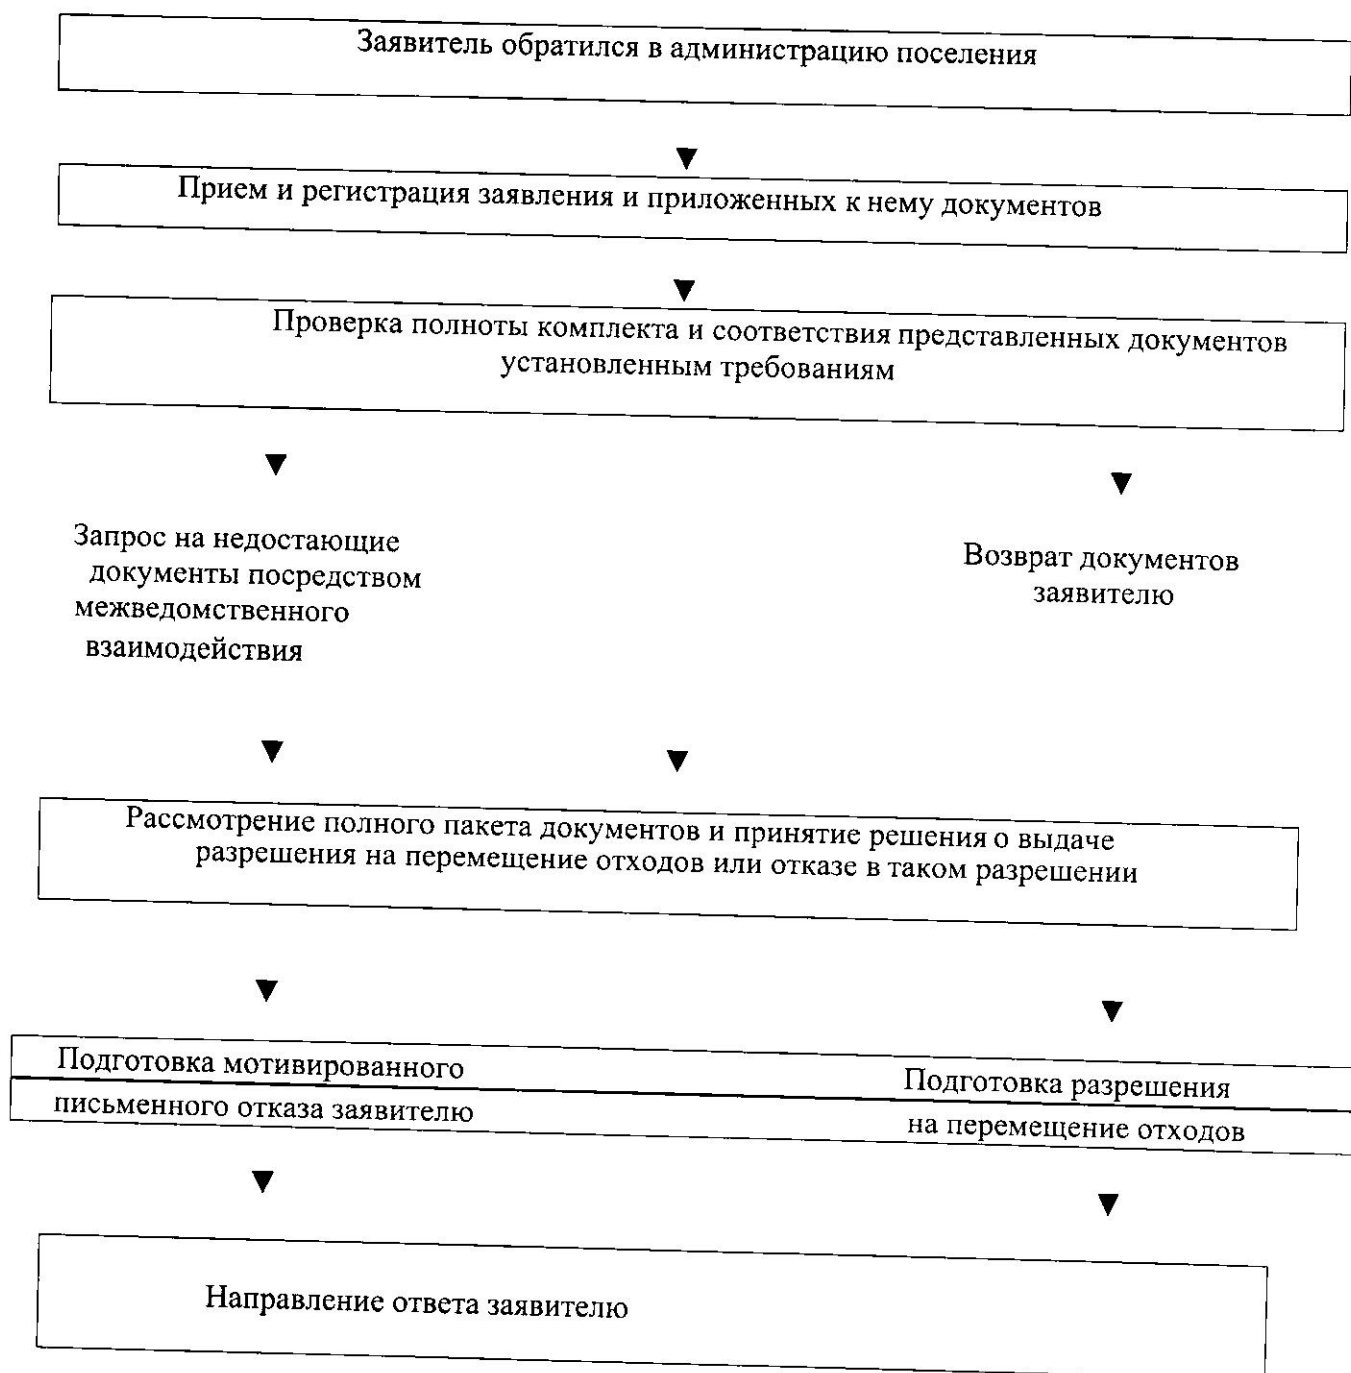 Заявитель обратился в администрацию поселения
Прием и регистрация заявления и приложенных к нему документов
Проверка полноты комплекта и соответствия представленных документов
установленным требованиям
Запрос на недостающие
документы посредством
межведомственного
взаимодействия
Возврат документов
заявителю
Рассмотрение полного пакета документов и принятие решения о выдаче
разрешения на перемещение отходов или отказе в таком разрешении
Подготовка мотивированного
письменного отказа заявителю
Подготовка разрешения
на перемещение отходов
Направление ответа заявителю